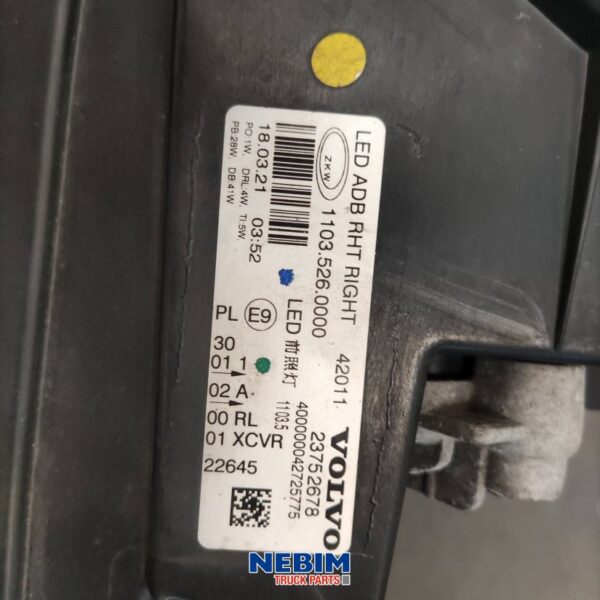 LED ADB RHT RIGHT 42011 VOLVO
ZKW 1103.526.0000 23752678
LED 前照灯 1103.5 400000042725775
18.03.21 03:52
PO:1W, DRL:4W, TI:5W,
PB:28W, DB:41W
PL E9
30
01 1
02 A
00 RL
01 XCVR
22645
NEBIM
TRUCK PARTS